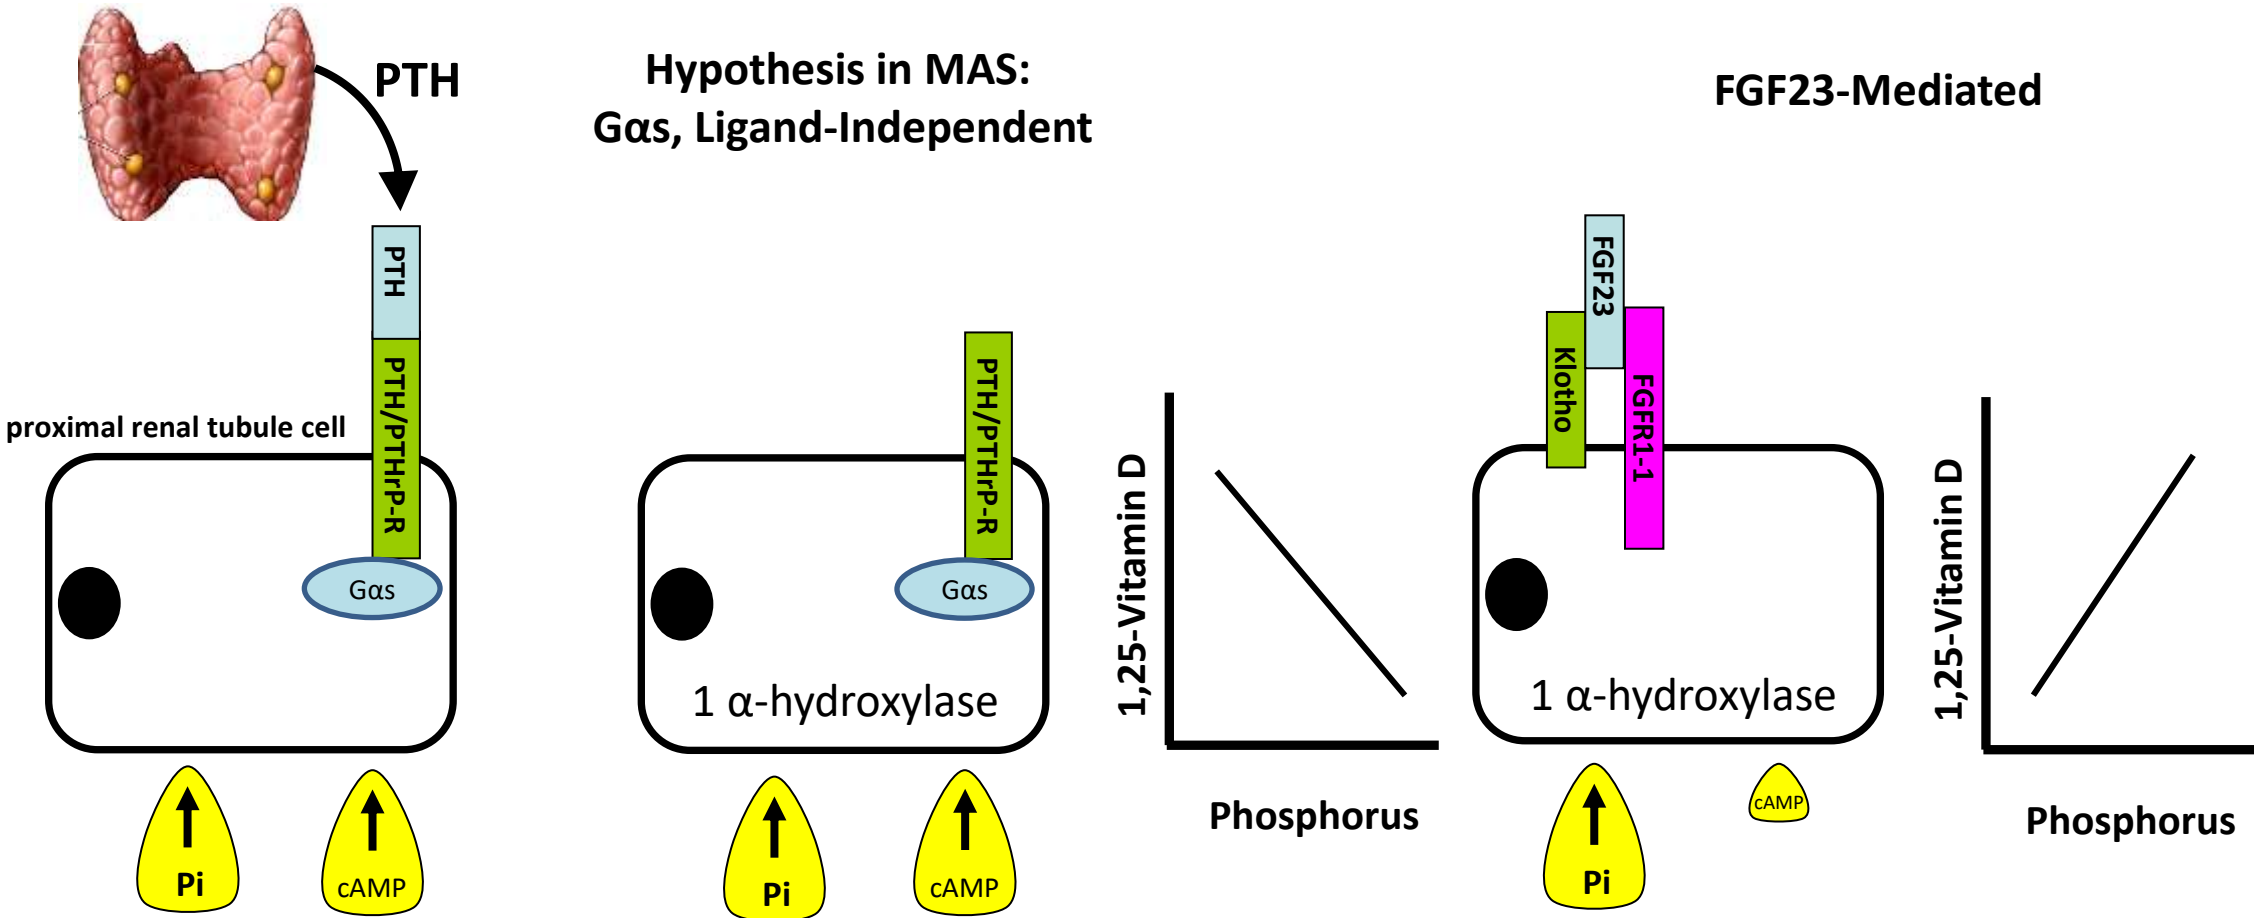 PTH
Hypothesis in MAS:
Gαs, Ligand-Independent
FGF23-Mediated
PTH
PTH/PTHrP-R
proximal renal tubule cell
Gαs
Pi
cAMP
PTH/PTHrP-R
Gαs
1 α-hydroxylase
Pi
cAMP
1,25-Vitamin D
Phosphorus
FGF23
Klotho
FGFR1-1
1 α-hydroxylase
Pi
cAMP
1,25-Vitamin D
Phosphorus